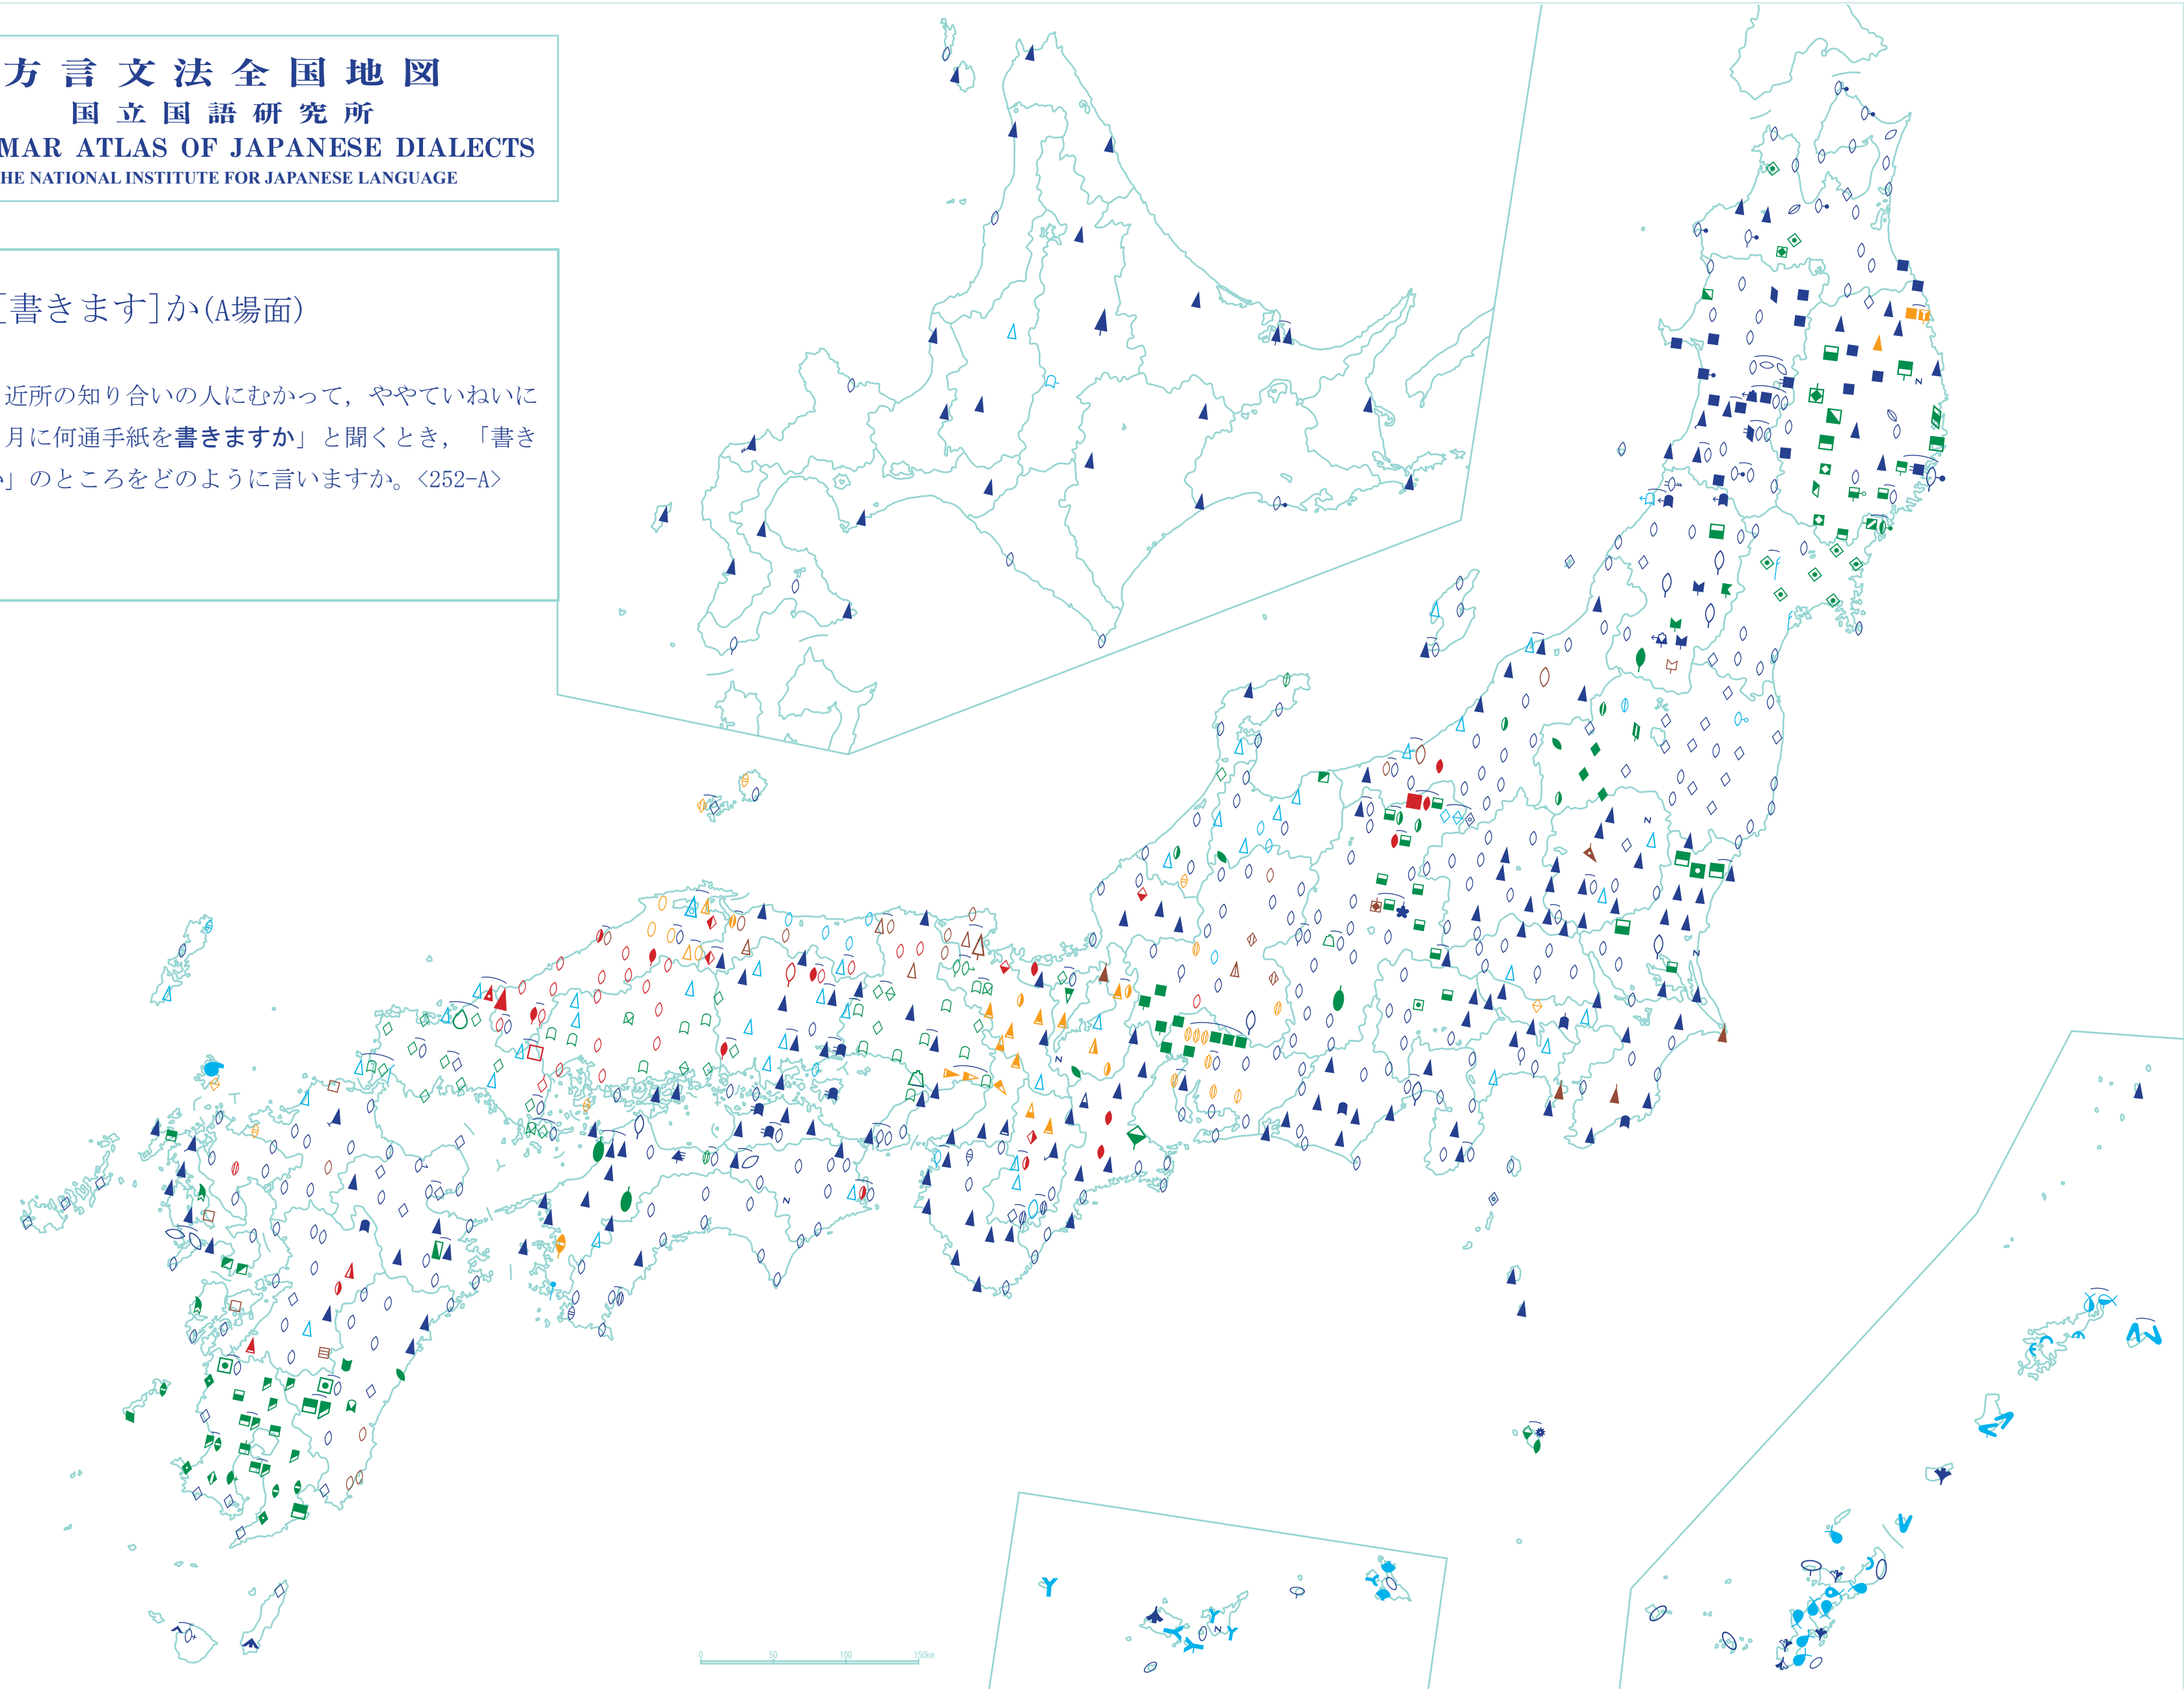 方言文法全国地図
国立国語研究所
MAR ATLAS OF JAPANESE DIALECTS
HE NATIONAL INSTITUTE FOR JAPANESE LANGUAGE
[書きます]か(A場面)
近所の知り合いの人にむかって，ややていねいに
月に何通手紙を書きますか」と聞くとき，「書き
」のところをどのように言いますか。<252-A>
0 50 100 150km